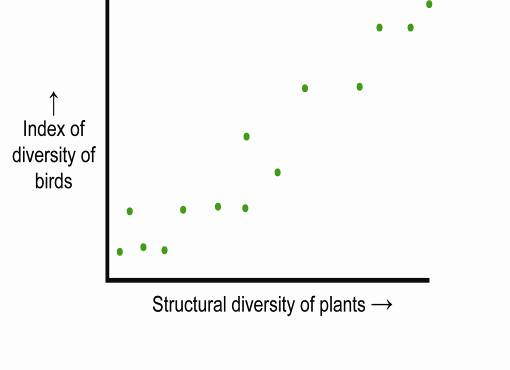 ↑
Index of
diversity of
birds
Structural diversity of plants →